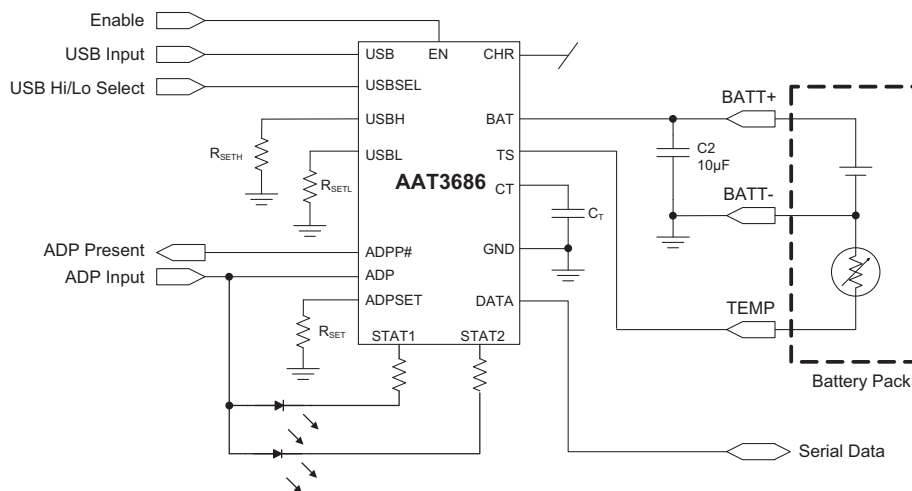 Enable
USB Input
USB Hi/Lo Select
ADP Present
ADP Input
USB
EN
CHR
USBSEL
USBH
BAT
USBL
TS
AAT3686
CT
ADPP#
GND
ADP
ADPSET
DATA
STAT1
STAT2
RSETH
RSETL
RSET
C2
10µF
CT
BATT+
BATT-
TEMP
Battery Pack
Serial Data